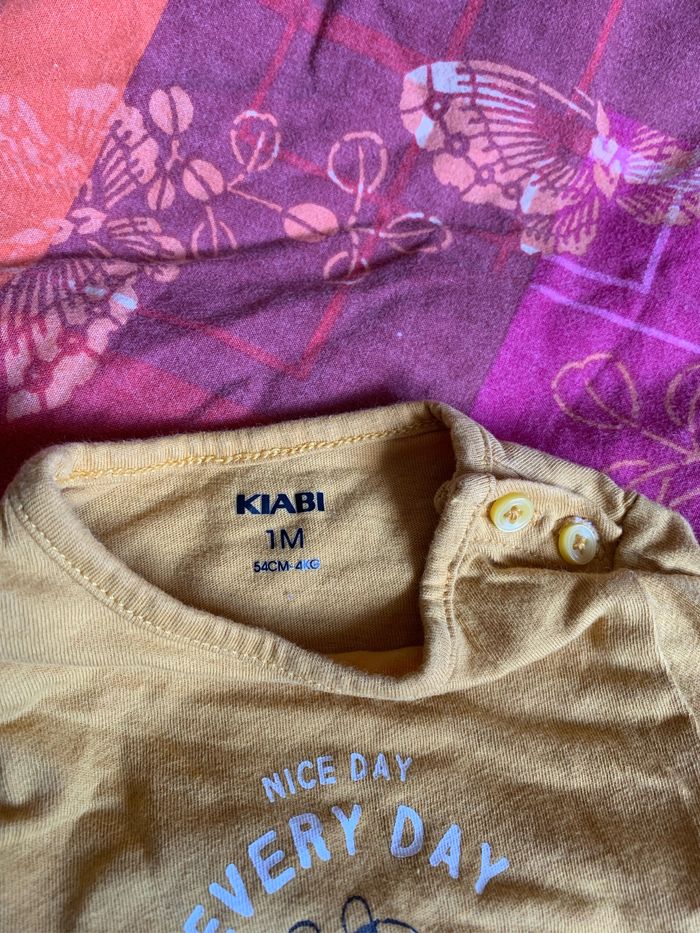 KIABI
1M
54CM-4KG
NICE DAY
EVERY DAY